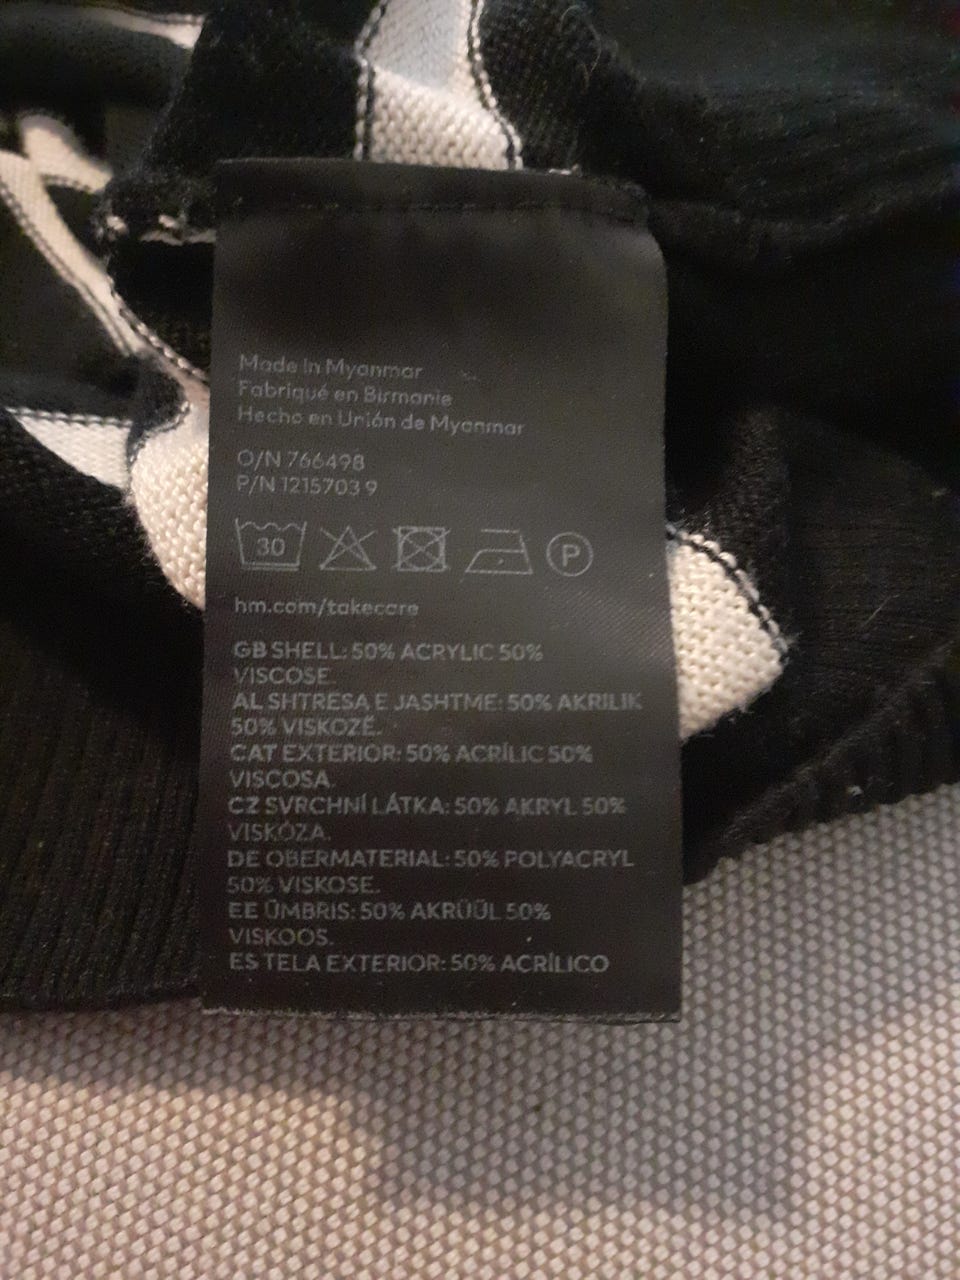 Made in Myanmar
Fabriqué en Birmanie
Hecho en Unión de Myanmar
O/N 766498
P/N 1215703 9
30 P
hm.com/takecare
GB SHELL: 50% ACRYLIC 50%
VISCOSE.
AL SHTRESA E JASHTME: 50% AKRILIK
50% VISKOZË.
CAT EXTERIOR: 50% ACRÍLIC 50%
VISCOSA.
CZ SVRCHNÍ LÁTKA: 50% AKRYL 50%
VISKÓZA.
DE OBERMATERIAL: 50% POLYACRYL
50% VISKOSE.
EE ÜMBRIS: 50% AKRÜÜL 50%
VISKOOS.
ES TELA EXTERIOR: 50% ACRÍLICO